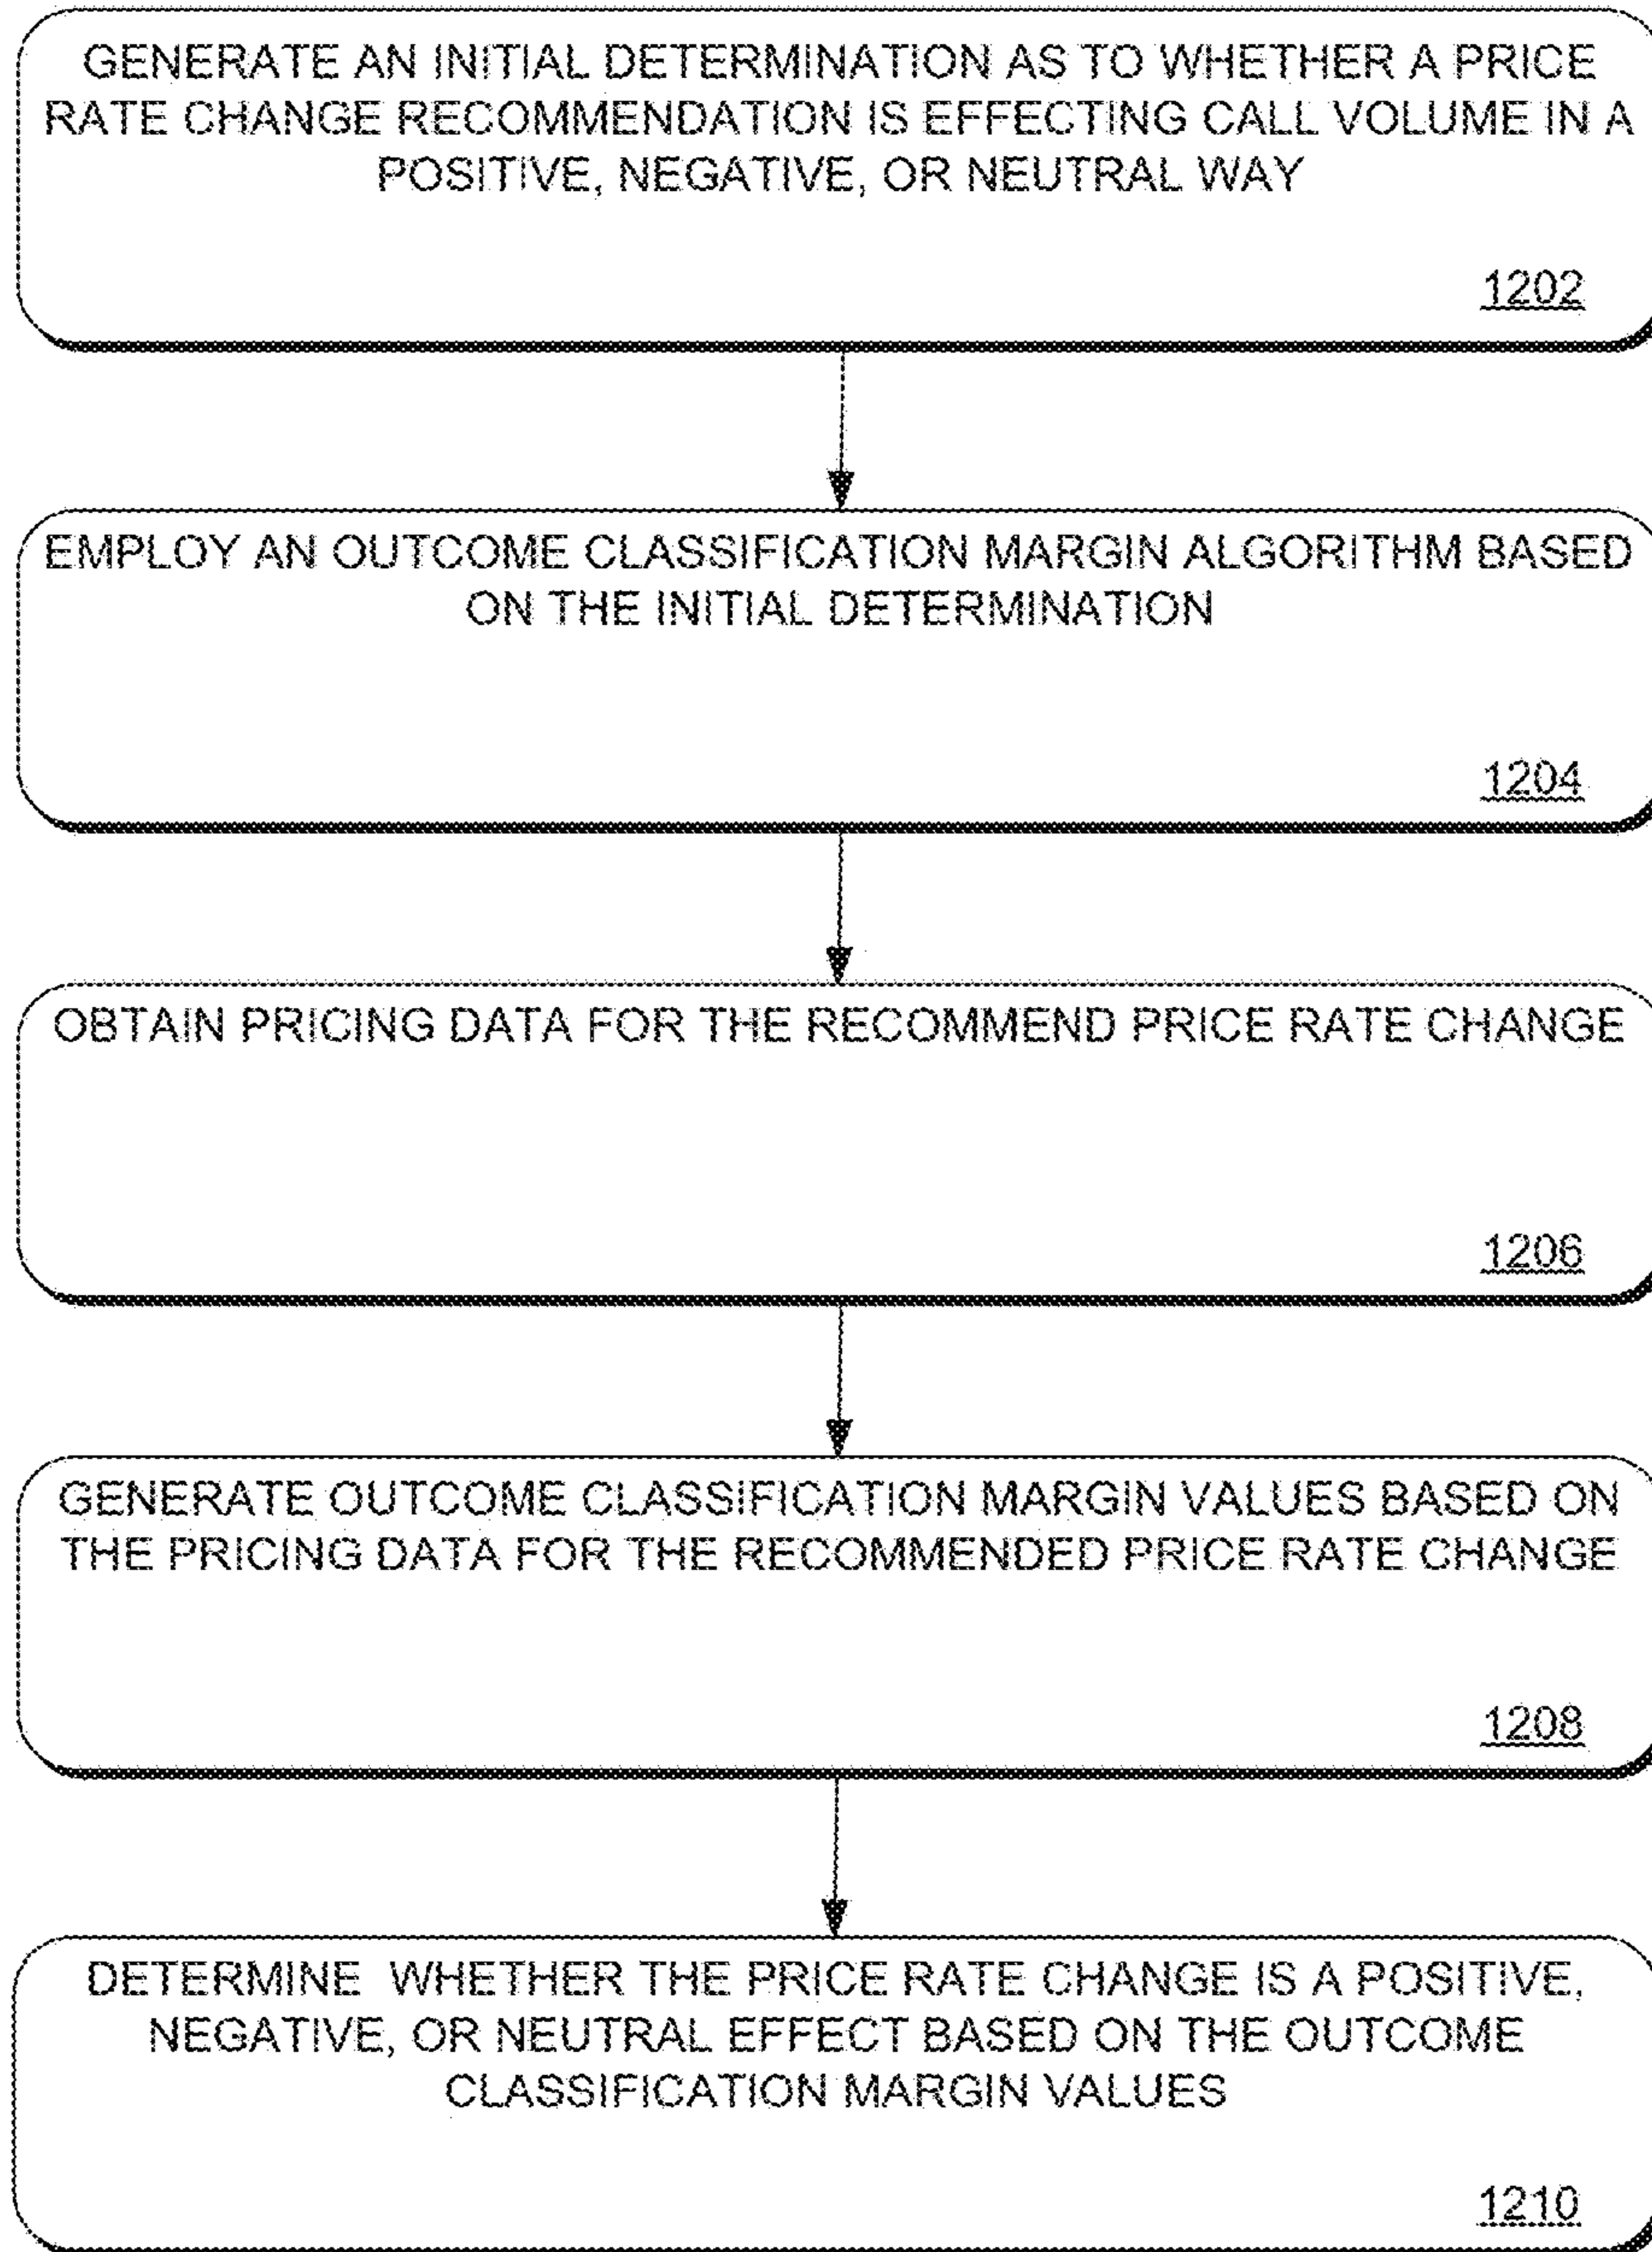 GENERATE AN INITIAL DETERMINATION AS TO WHETHER A PRICE
RATE CHANGE RECOMMENDATION IS EFFECTING CALL VOLUME IN A
POSITIVE, NEGATIVE, OR NEUTRAL WAY
1202
EMPLOY AN OUTCOME CLASSIFICATION MARGIN ALGORITHM BASED
ON THE INITIAL DETERMINATION
1204
OBTAIN PRICING DATA FOR THE RECOMMEND PRICE RATE CHANGE
1206
GENERATE OUTCOME CLASSIFICATION MARGIN VALUES BASED ON
THE PRICING DATA FOR THE RECOMMENDED PRICE RATE CHANGE
1208
DETERMINE WHETHER THE PRICE RATE CHANGE IS A POSITIVE,
NEGATIVE, OR NEUTRAL EFFECT BASED ON THE OUTCOME
CLASSIFICATION MARGIN VALUES
1210